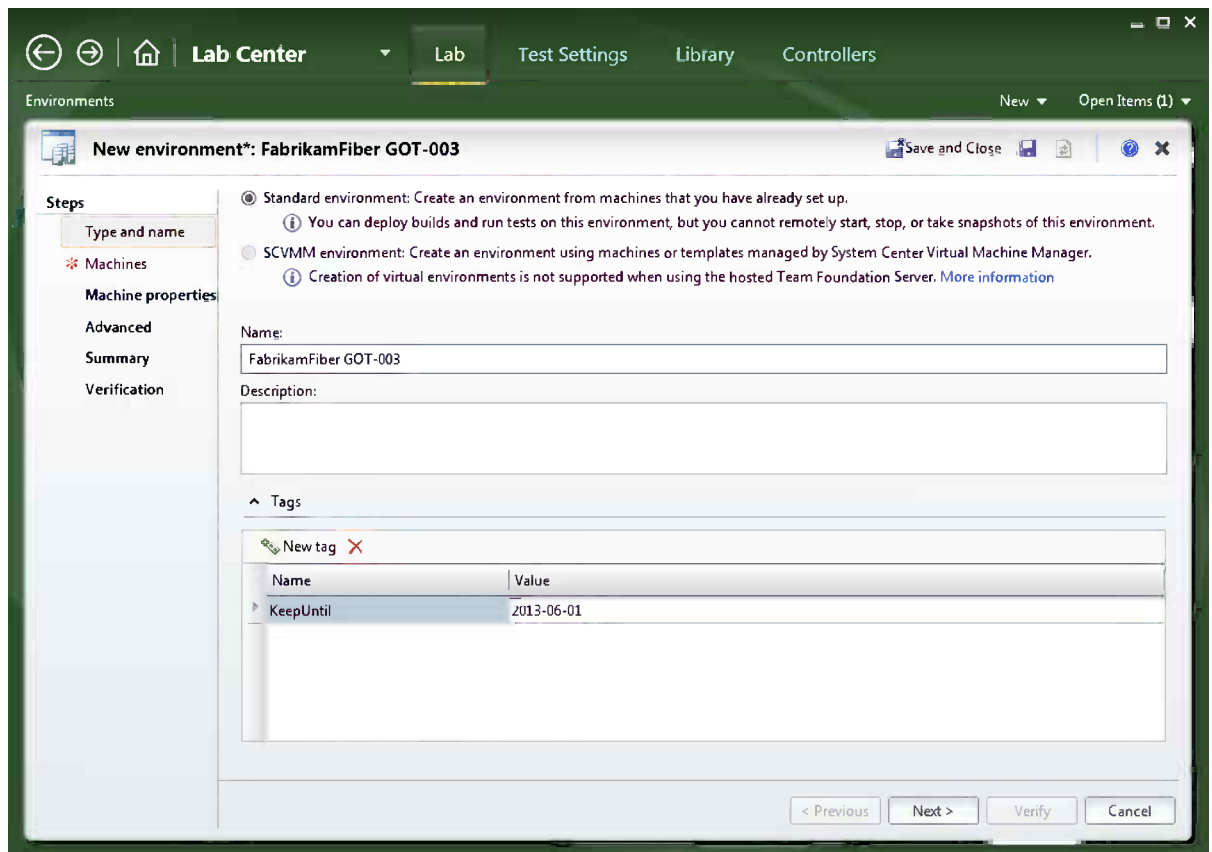 Lab Center
Lab
Test Settings
Library
Controllers
Environments
New
Open Items (1)
New environment*: FabrikamFiber GOT-003
Save and Close
Steps
Type and name
Machines
Machine properties
Advanced
Summary
Verification
Standard environment: Create an environment from machines that you have already set up.
You can deploy builds and run tests on this environment, but you cannot remotely start, stop, or take snapshots of this environment.
SCVMM environment: Create an environment using machines or templates managed by System Center Virtual Machine Manager.
Creation of virtual environments is not supported when using the hosted Team Foundation Server. More information
Name:
FabrikamFiber GOT-003
Description:
Tags
New tag
Name Value
KeepUntil 2013-06-01
< Previous
Next >
Verify
Cancel